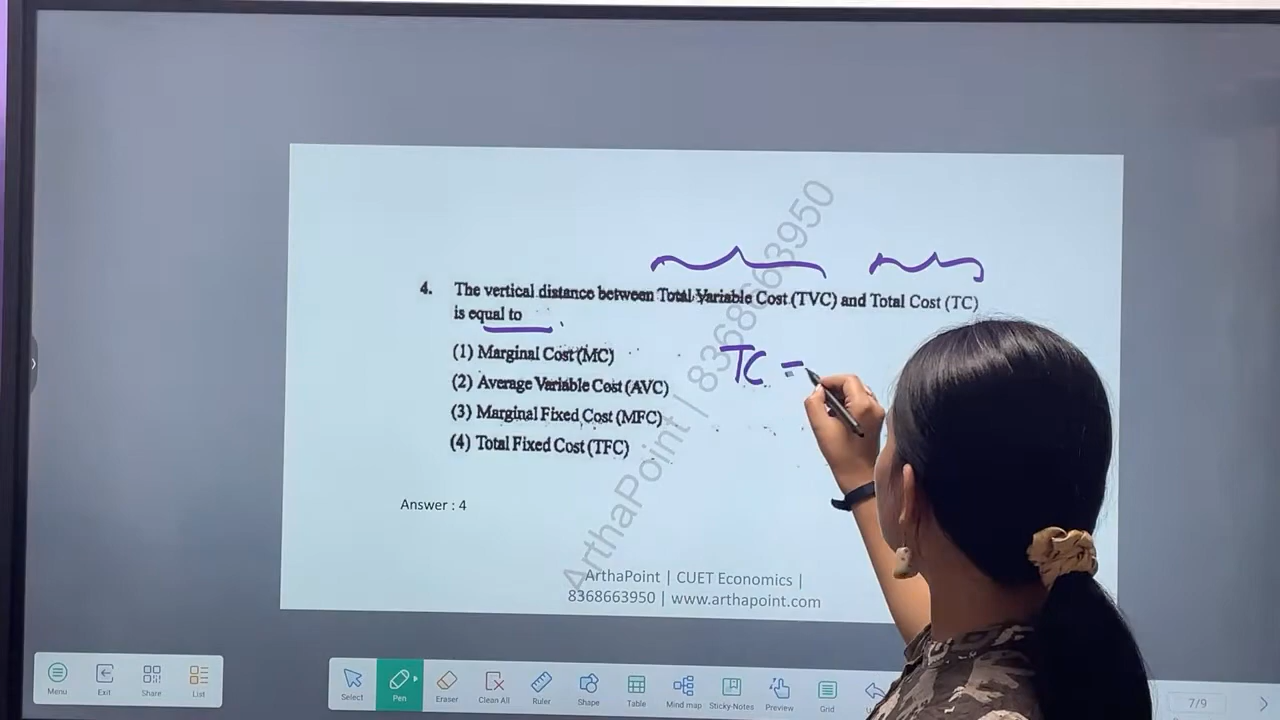 4. The vertical distance between Total Variable Cost (TVC) and Total Cost (TC)
is equal to
(1) Marginal Cost (MC)
(2) Average Variable Cost (AVC)
(3) Marginal Fixed Cost (MFC)
(4) Total Fixed Cost (TFC)
TC =
Answer : 4
ArthaPoint | 8368663950
ArthaPoint | CUET Economics |
8368663950 | www.arthapoint.com
Menu Exit Share List
Select Pen Eraser Clean All Ruler Shape Table Mind map Sticky-Notes Preview Grid
7/9